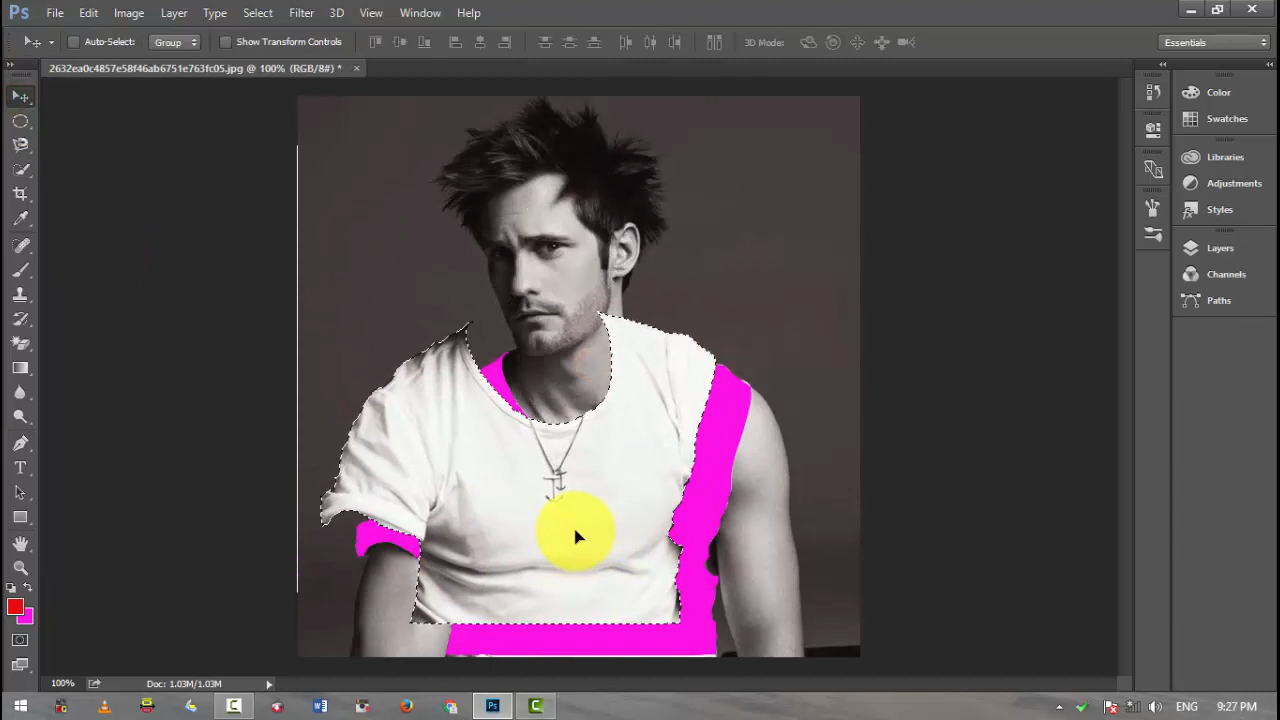 Ps File Edit Image Layer Type Select Filter 3D View Window Help
Auto-Select: Group Show Transform Controls 3D Mode: Essentials
2632ea0c4857e58f46ab6751e763fc05.jpg @ 100% (RGB/8#) *
Color
Swatches
Libraries
Adjustments
Styles
Layers
Channels
Paths
100% Doc: 1.03M/1.03M
9:27 PM